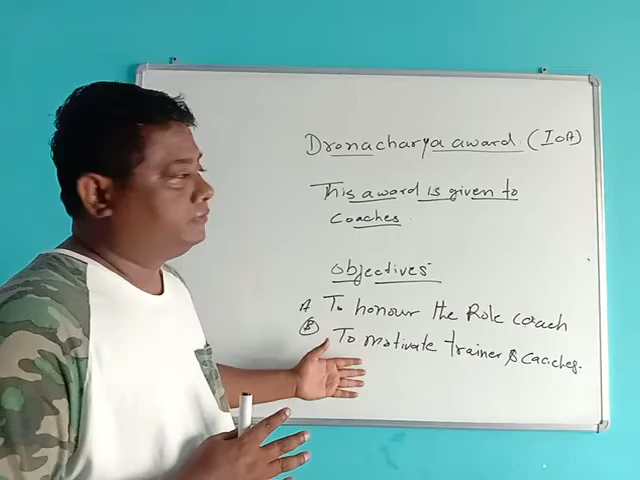 Dronacharya award. (IOA)
This award is given to
Coaches.
Objectives
A To honour the Role coach
B To motivate trainer & coaches.